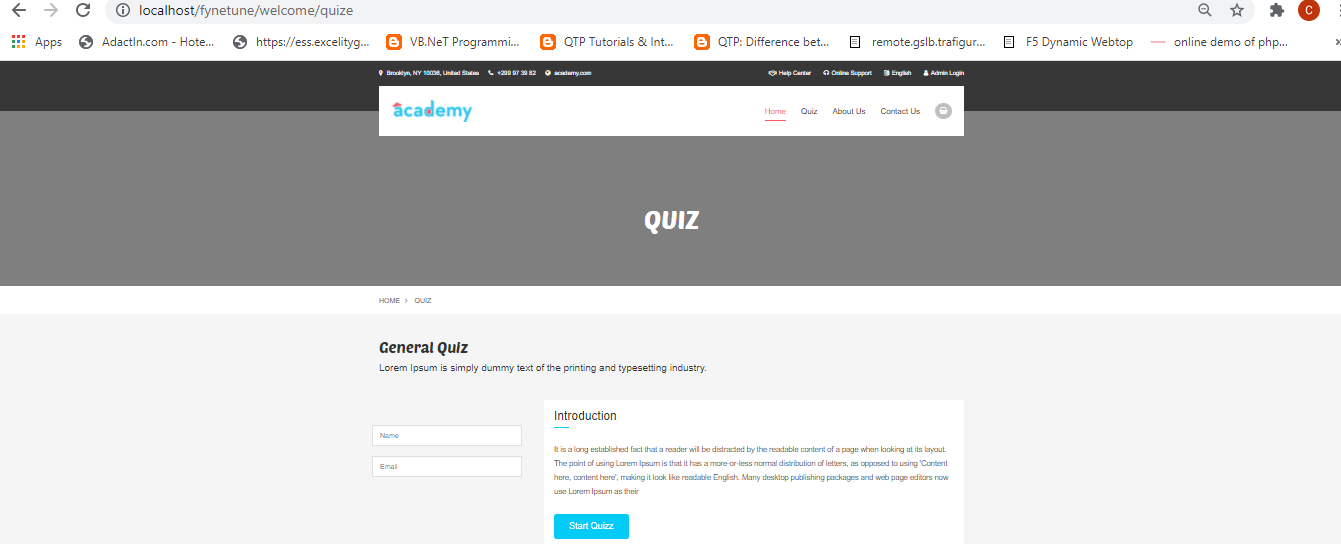 localhost/fynetune/welcome/quize
C
Apps AdactIn.com - Hote... https://ess.excelityg... VB.NeT Programmi... QTP Tutorials & Int... QTP: Difference bet... remote.gslb.trafigur... F5 Dynamic Webtop online demo of php... »
Brooklyn, NY 10036, United States +299 97 39 82 academy.com Help Center Online Support English Admin Login
academy Home Quiz About Us Contact Us
QUIZ
HOME > QUIZ
General Quiz
Lorem Ipsum is simply dummy text of the printing and typesetting industry.
Introduction
Name
Email
It is a long established fact that a reader will be distracted by the readable content of a page when looking at its layout.
The point of using Lorem Ipsum is that it has a more-or-less normal distribution of letters, as opposed to using 'Content
here, content here', making it look like readable English. Many desktop publishing packages and web page editors now
use Lorem Ipsum as their
Start Quizz